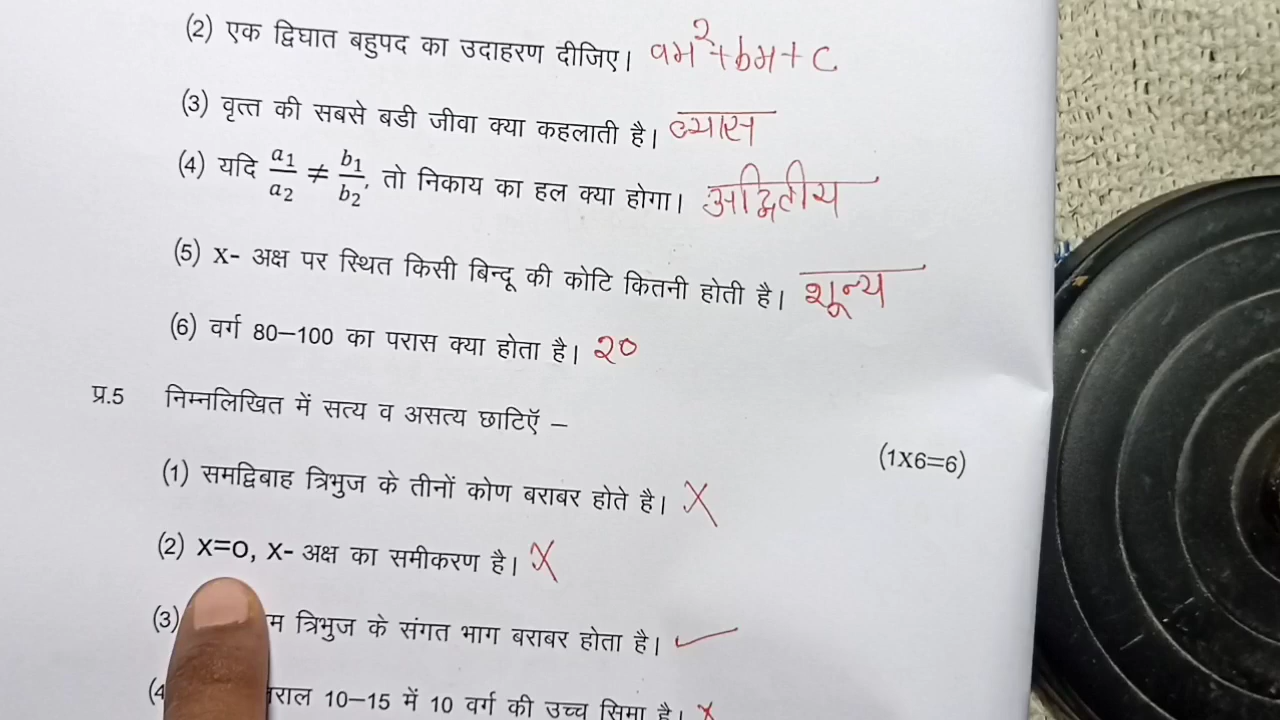 (2) एक द्विघात बहुपद का उदाहरण दीजिए। ax²+bx+c
(3) वृत्त की सबसे बडी जीवा क्या कहलाती है। व्यास
(4) यदि a₁/a₂ ≠ b₁/b₂, तो निकाय का हल क्या होगा। अद्वितीय
(5) x- अक्ष पर स्थित किसी बिन्दू की कोटि कितनी होती है। शून्य
(6) वर्ग 80–100 का परास क्या होता है। २०
प्र.5 निम्नलिखित में सत्य व असत्य छाटिएॅ –
(1X6=6)
(1) समद्विबाह त्रिभुज के तीनों कोण बराबर होते है। X
(2) x=o, x- अक्ष का समीकरण है। X
(3) म त्रिभुज के संगत भाग बराबर होता है। ✓
(4 राल 10–15 में 10 वर्ग की उच्च सिमा है। X